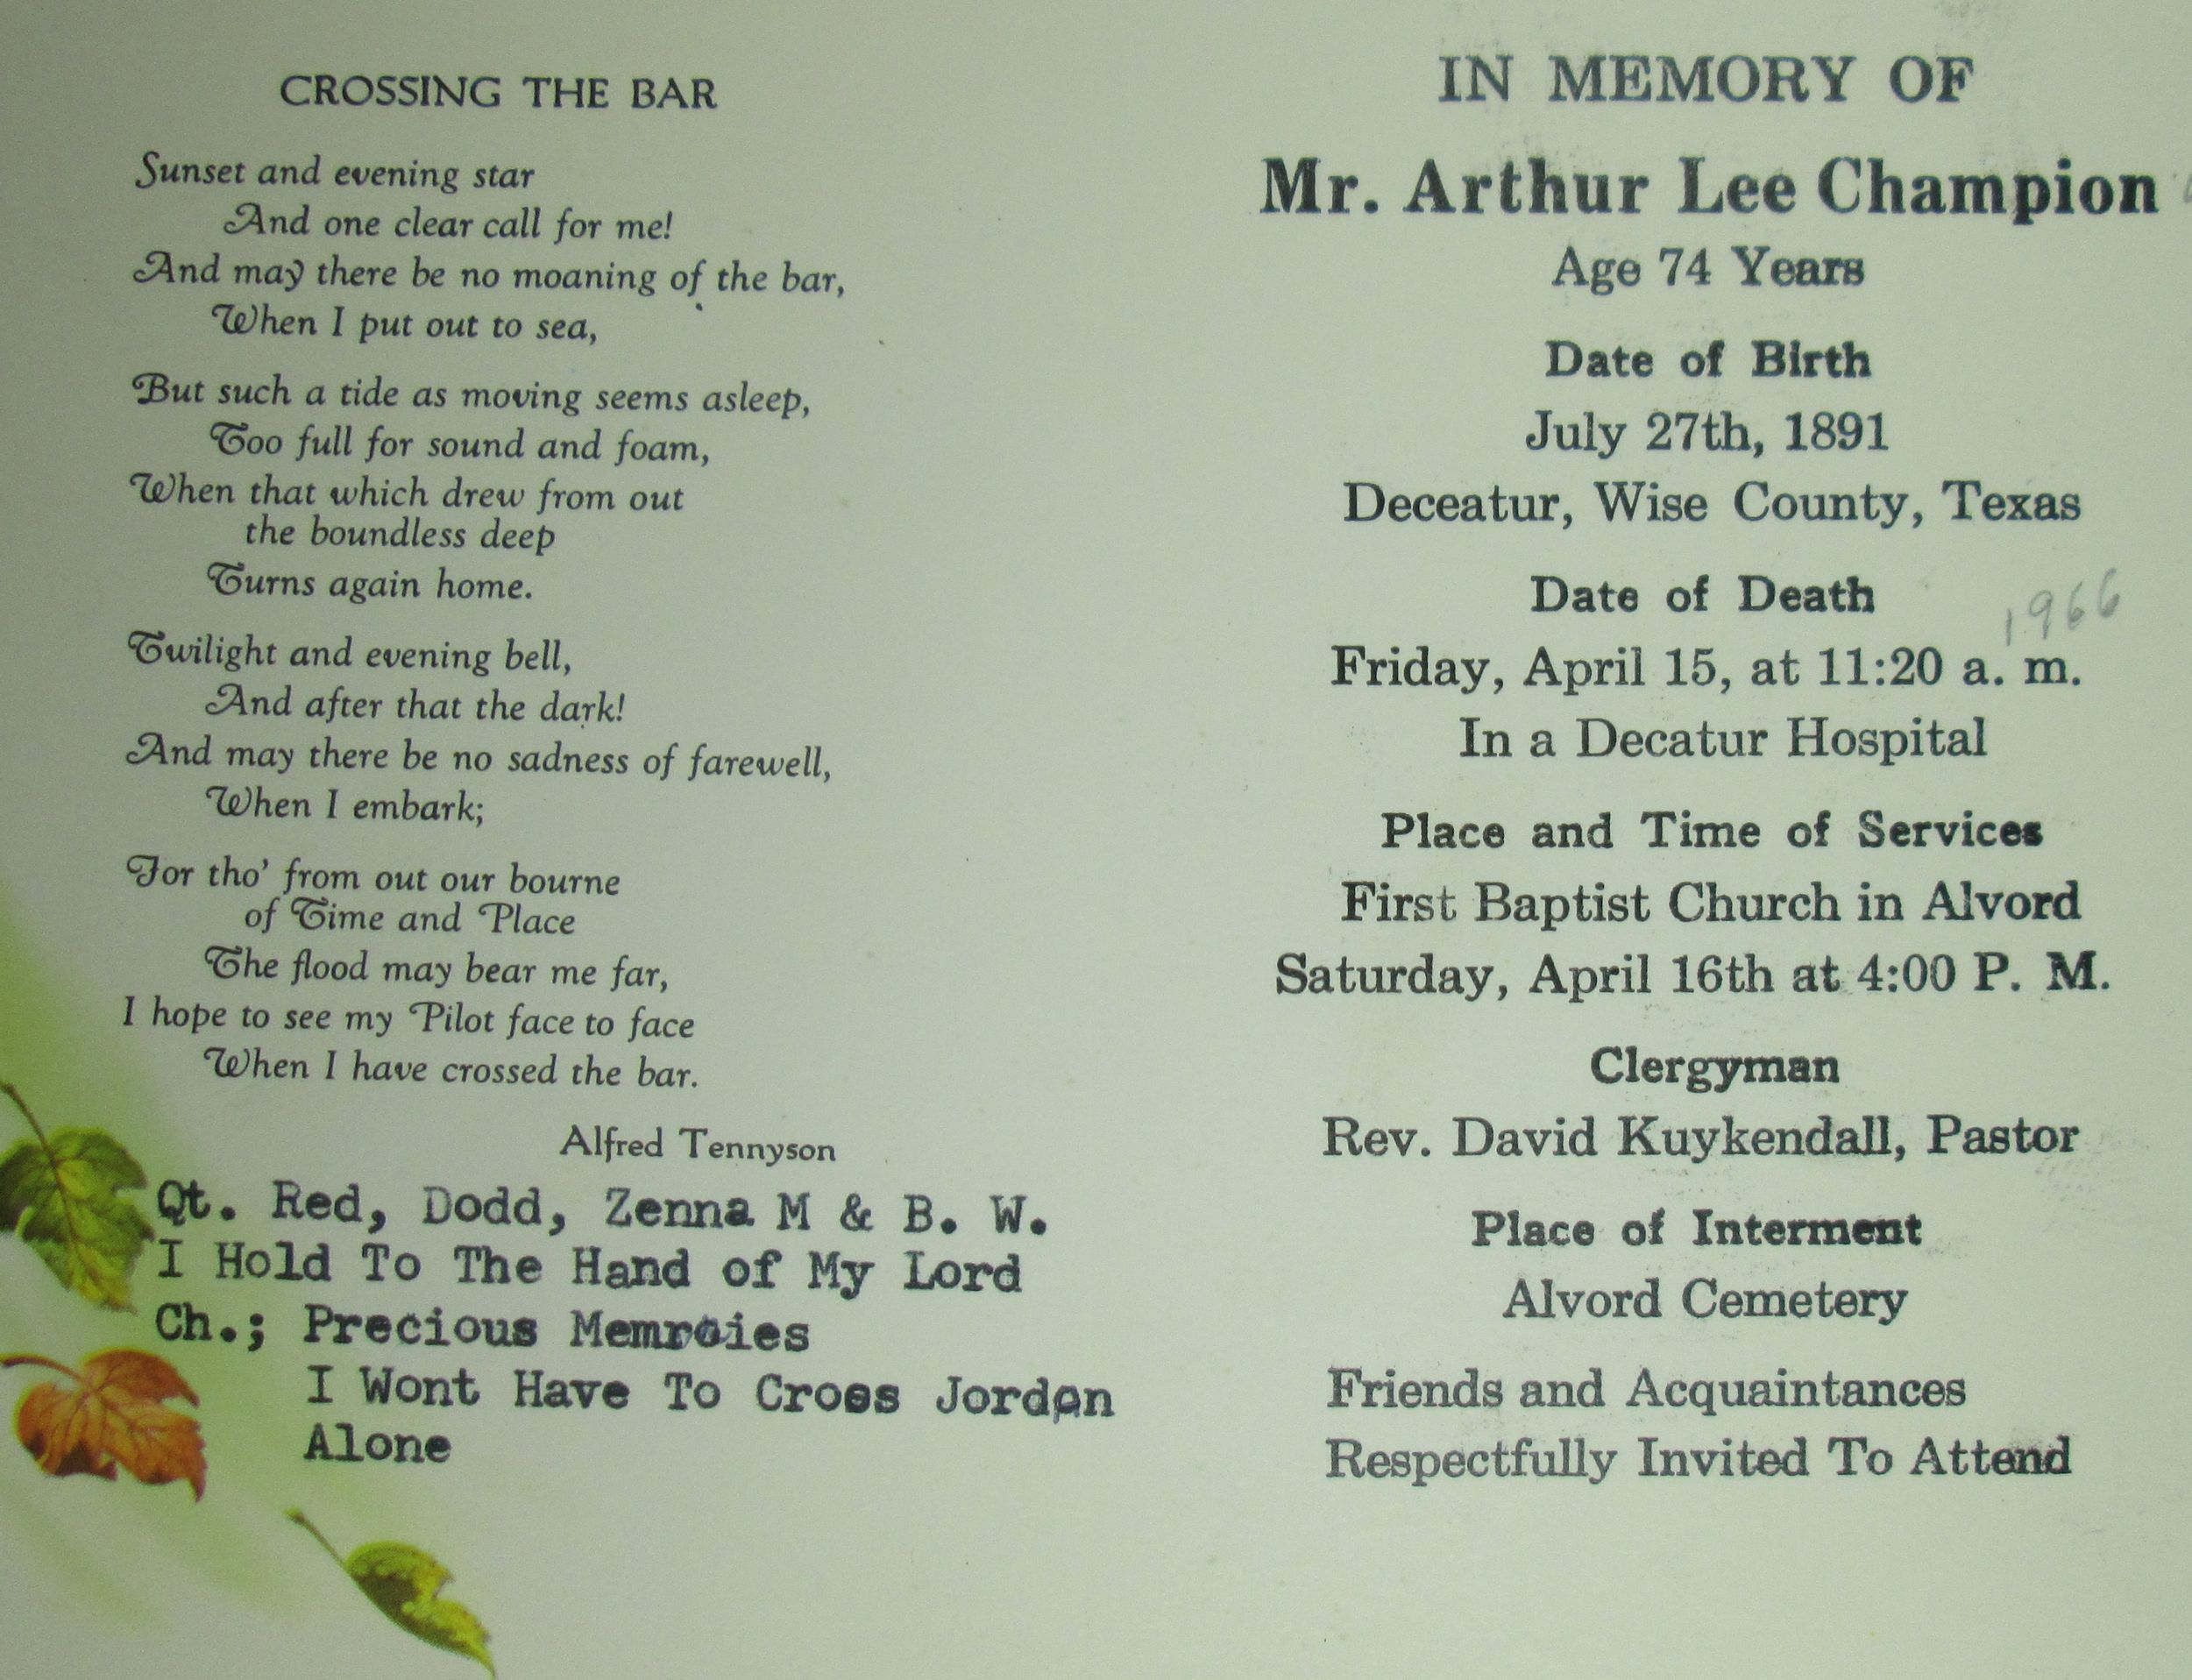 CROSSING THE BAR
Sunset and evening star
And one clear call for me!
And may there be no moaning of the bar,
When I put out to sea,
But such a tide as moving seems asleep,
Too full for sound and foam,
When that which drew from out
the boundless deep
Turns again home.
Twilight and evening bell,
And after that the dark!
And may there be no sadness of farewell,
When I embark;
For tho' from out our bourne
of Time and Place
The flood may bear me far,
I hope to see my Pilot face to face
When I have crossed the bar.
Alfred Tennyson
Qt. Red, Dodd, Zenna M & B. W.
I Hold To The Hand of My Lord
Ch.; Precious Memroies
I Wont Have To Cross Jordan
Alone
IN MEMORY OF
Mr. Arthur Lee Champion
Age 74 Years
Date of Birth
July 27th, 1891
Deceatur, Wise County, Texas
Date of Death
1966
Friday, April 15, at 11:20 a. m.
In a Decatur Hospital
Place and Time of Services
First Baptist Church in Alvord
Saturday, April 16th at 4:00 P. M.
Clergyman
Rev. David Kuykendall, Pastor
Place of Interment
Alvord Cemetery
Friends and Acquaintances
Respectfully Invited To Attend